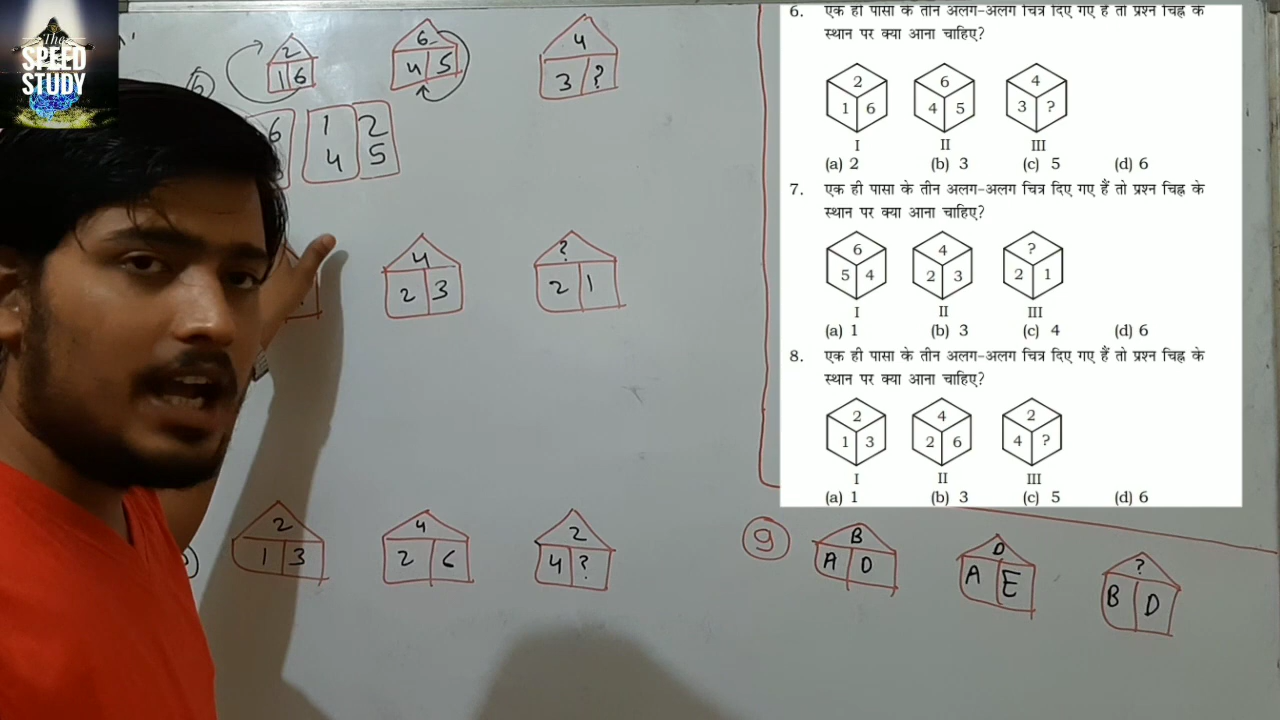 The
SPEED
STUDY
2
1 6
6
4 5
4
3 ?
6 1 2
4 5
4
2 3
?
2 1
2
1 3
4
2 6
2
4 ?
9
B
A D
D
A E
?
B D
6. एक ही पासा के तीन अलग-अलग चित्र दिए गए हैं तो प्रश्न चिह्न के
स्थान पर क्या आना चाहिए?
2 6 4
1 6 4 5 3 ?
I II III
(a) 2 (b) 3 (c) 5 (d) 6
7. एक ही पासा के तीन अलग-अलग चित्र दिए गए हैं तो प्रश्न चिह्न के
स्थान पर क्या आना चाहिए?
6 4 ?
5 4 2 3 2 1
I II III
(a) 1 (b) 3 (c) 4 (d) 6
8. एक ही पासा के तीन अलग-अलग चित्र दिए गए हैं तो प्रश्न चिह्न के
स्थान पर क्या आना चाहिए?
2 4 2
1 3 2 6 4 ?
I II III
(a) 1 (b) 3 (c) 5 (d) 6